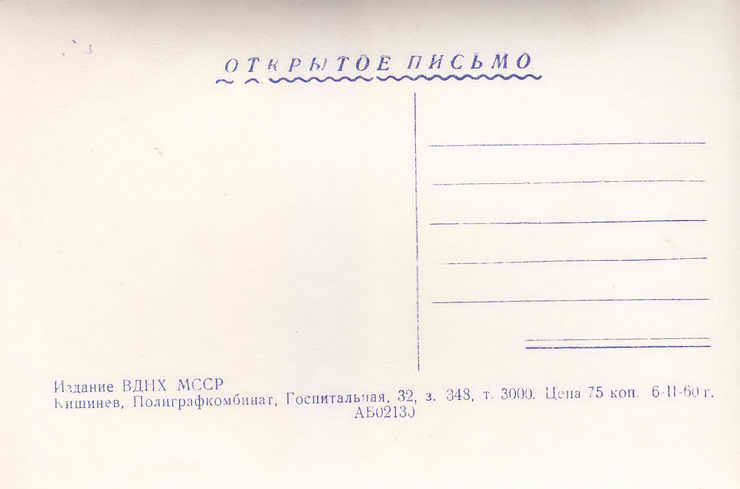 ОТКРЫТОЕ ПИСЬМО
Издание ВДНХ МССР
Кишинев, Полиграфкомбинат, Госпитальная, 32, з. 348, т. 3000. Цена 75 коп. 6-II-60 г.
АБ02130